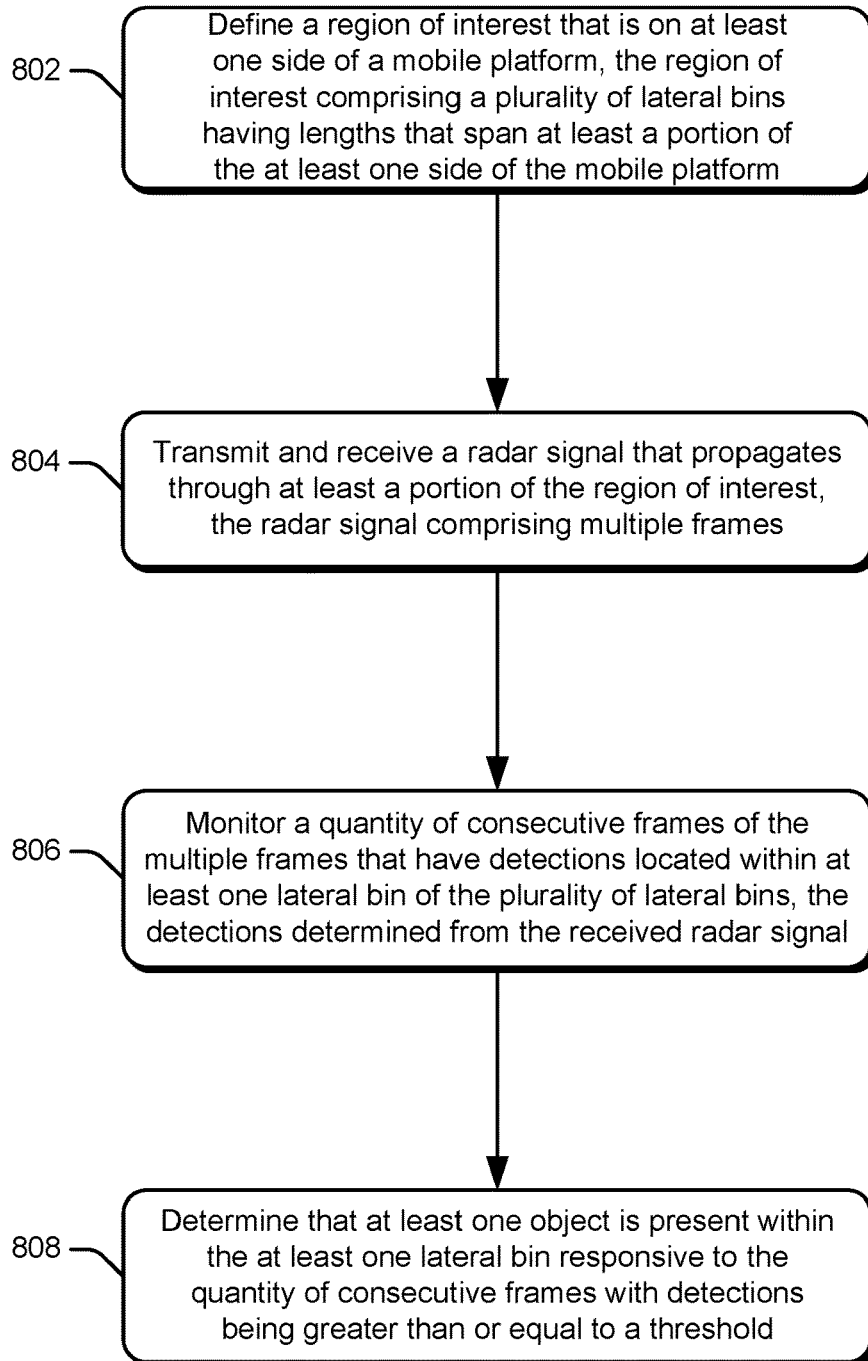 Define a region of interest that is on at least
one side of a mobile platform, the region of
802
interest comprising a plurality of lateral bins
having lengths that span at least a portion of
the at least one side of the mobile platform
804
Transmit and receive a radar signal that propagates
through at least a portion of the region of interest,
the radar signal comprising multiple frames
Monitor a quantity of consecutive frames of the
806
multiple frames that have detections located within at
least one lateral bin of the plurality of lateral bins, the
detections determined from the received radar signal
Determine that at least one object is present within
808
the at least one lateral bin responsive to the
quantity of consecutive frames with detections
being greater than or equal to a threshold